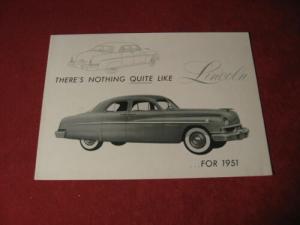 THERE'S NOTHING QUITE LIKE Lincoln
...FOR 1951